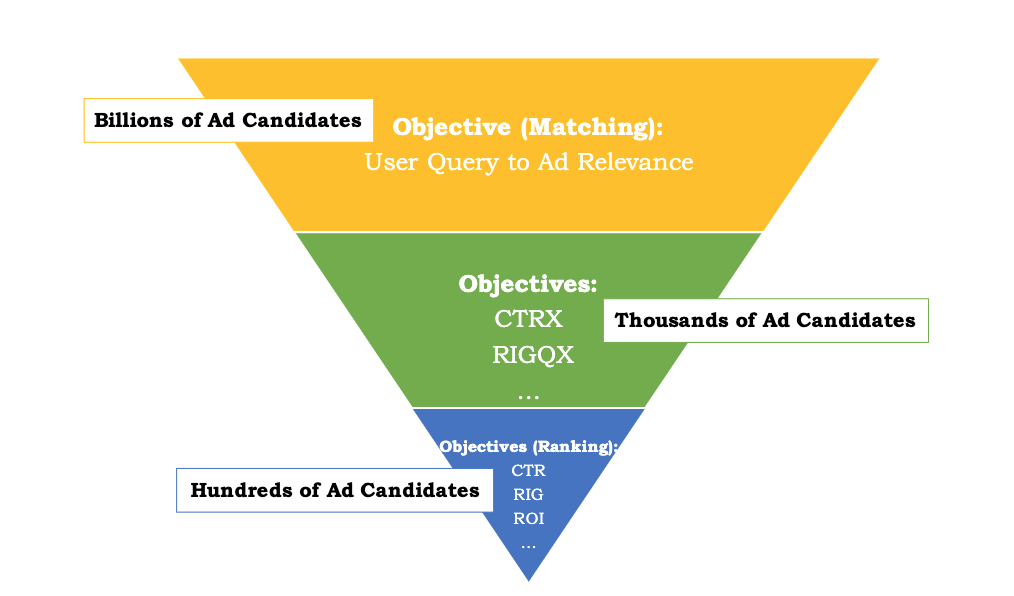 Billions of Ad Candidates
Objective (Matching):
User Query to Ad Relevance
Objectives:
CTRX
Thousands of Ad Candidates
RIGQX
...
Objectives (Ranking):
CTR
Hundreds of Ad Candidates
RIG
ROI
...